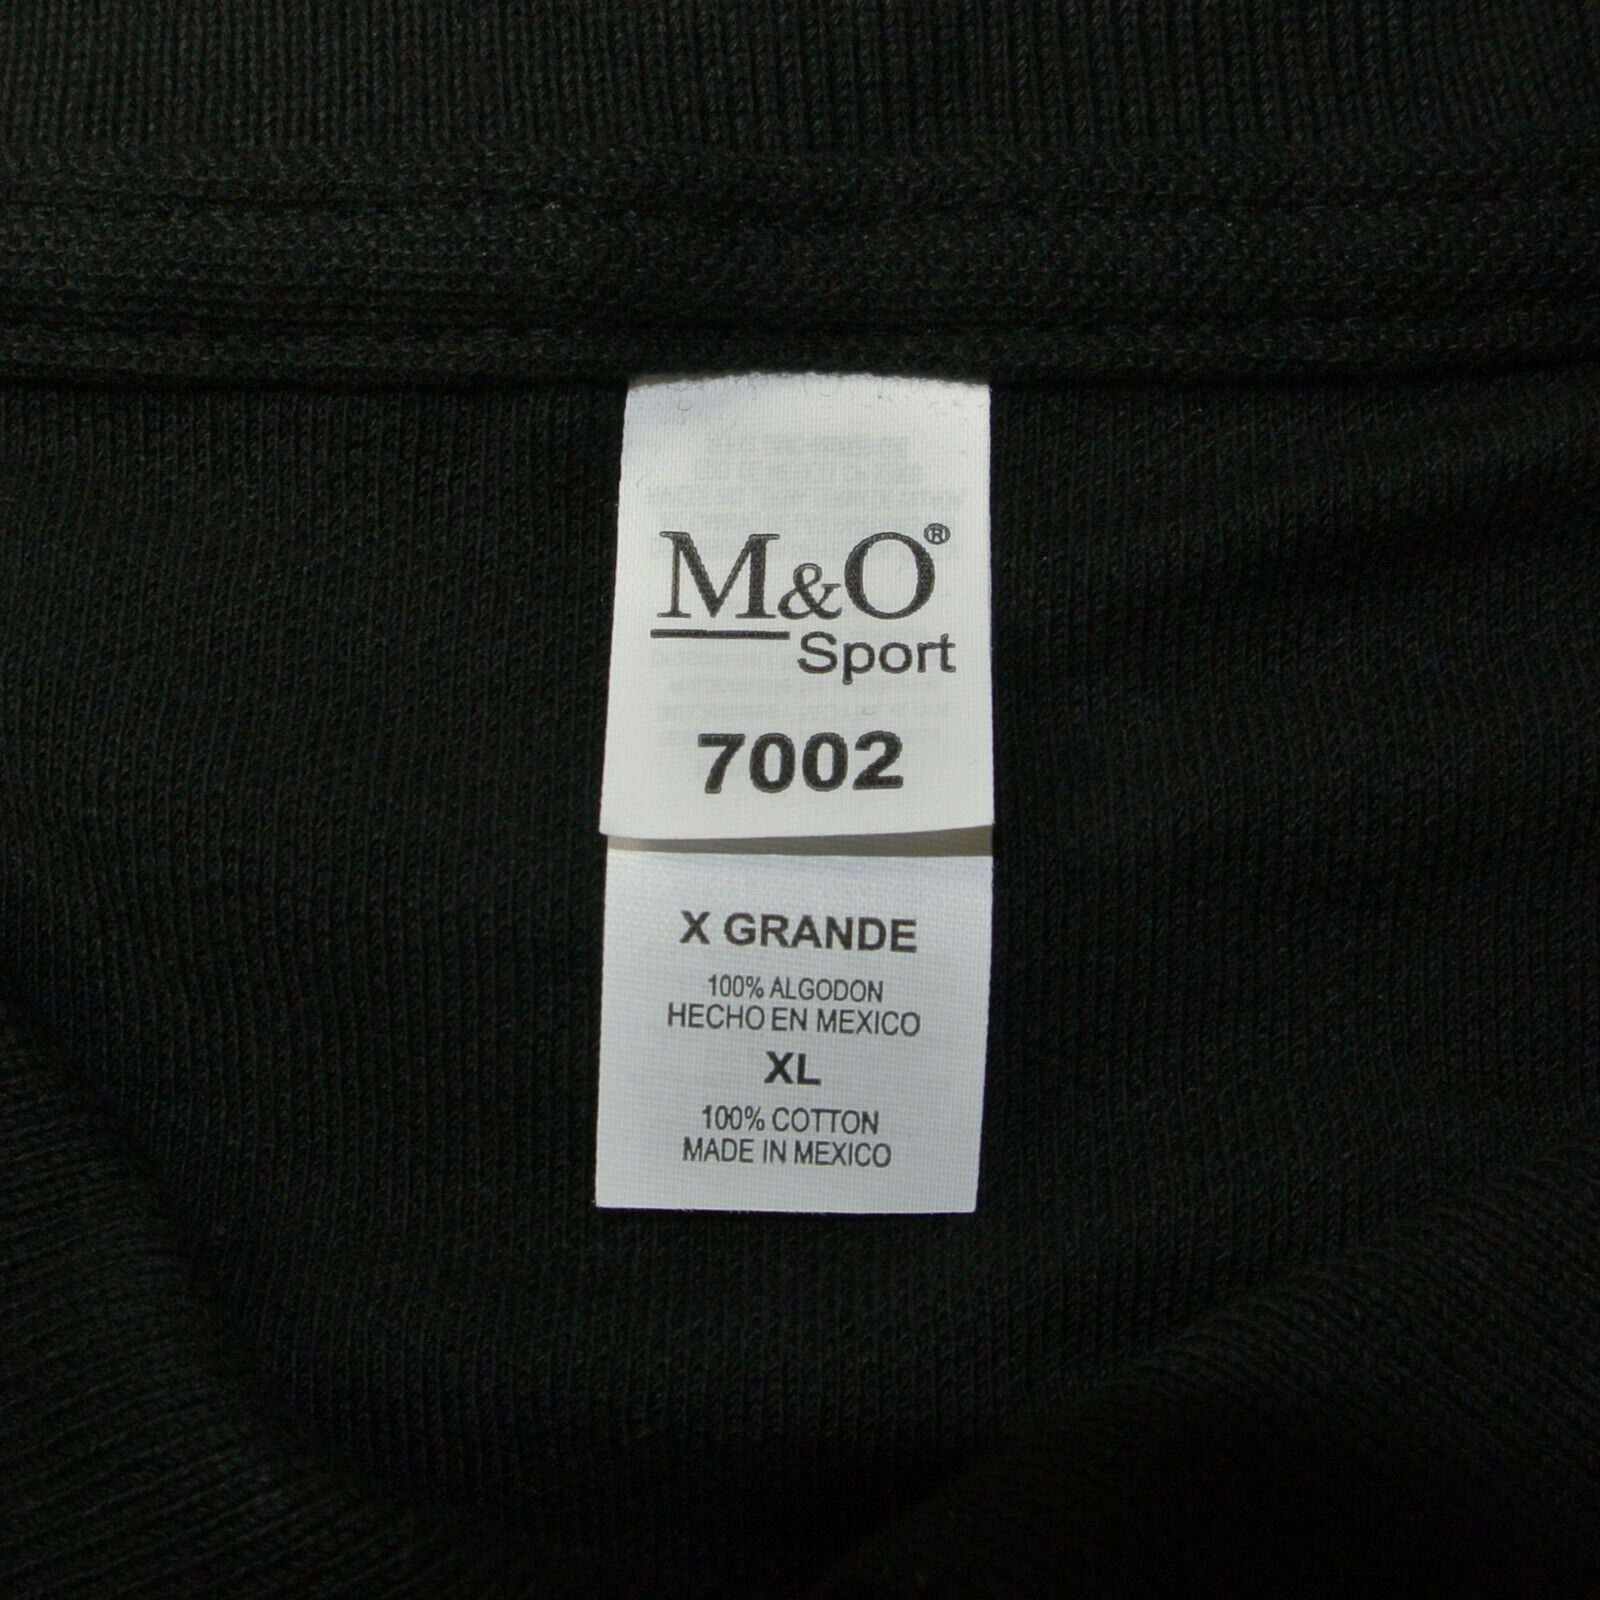 M&O®
Sport
7002
X GRANDE
100% ALGODON
HECHO EN MEXICO
XL
100% COTTON
MADE IN MEXICO